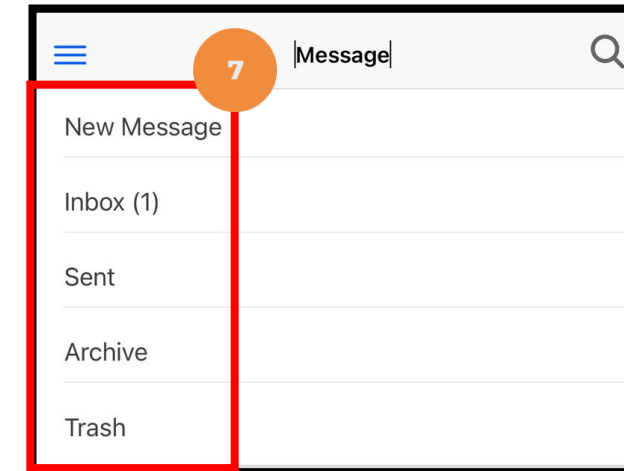 7
Message
New Message
Inbox (1)
Sent
Archive
Trash